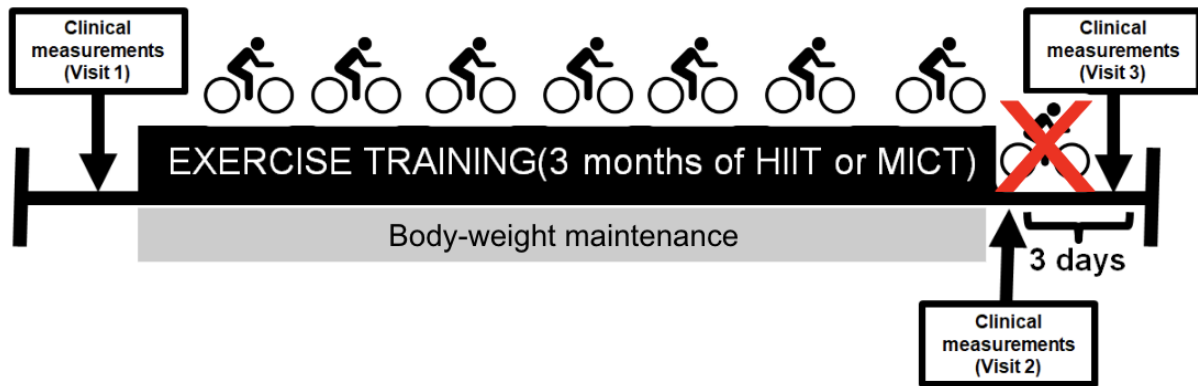 Clinical
measurements
(Visit 1)
Clinical
measurements
(Visit 3)
EXERCISE TRAINING(3 months of HIIT or MICT)
Body-weight maintenance
3 days
Clinical
measurements
(Visit 2)